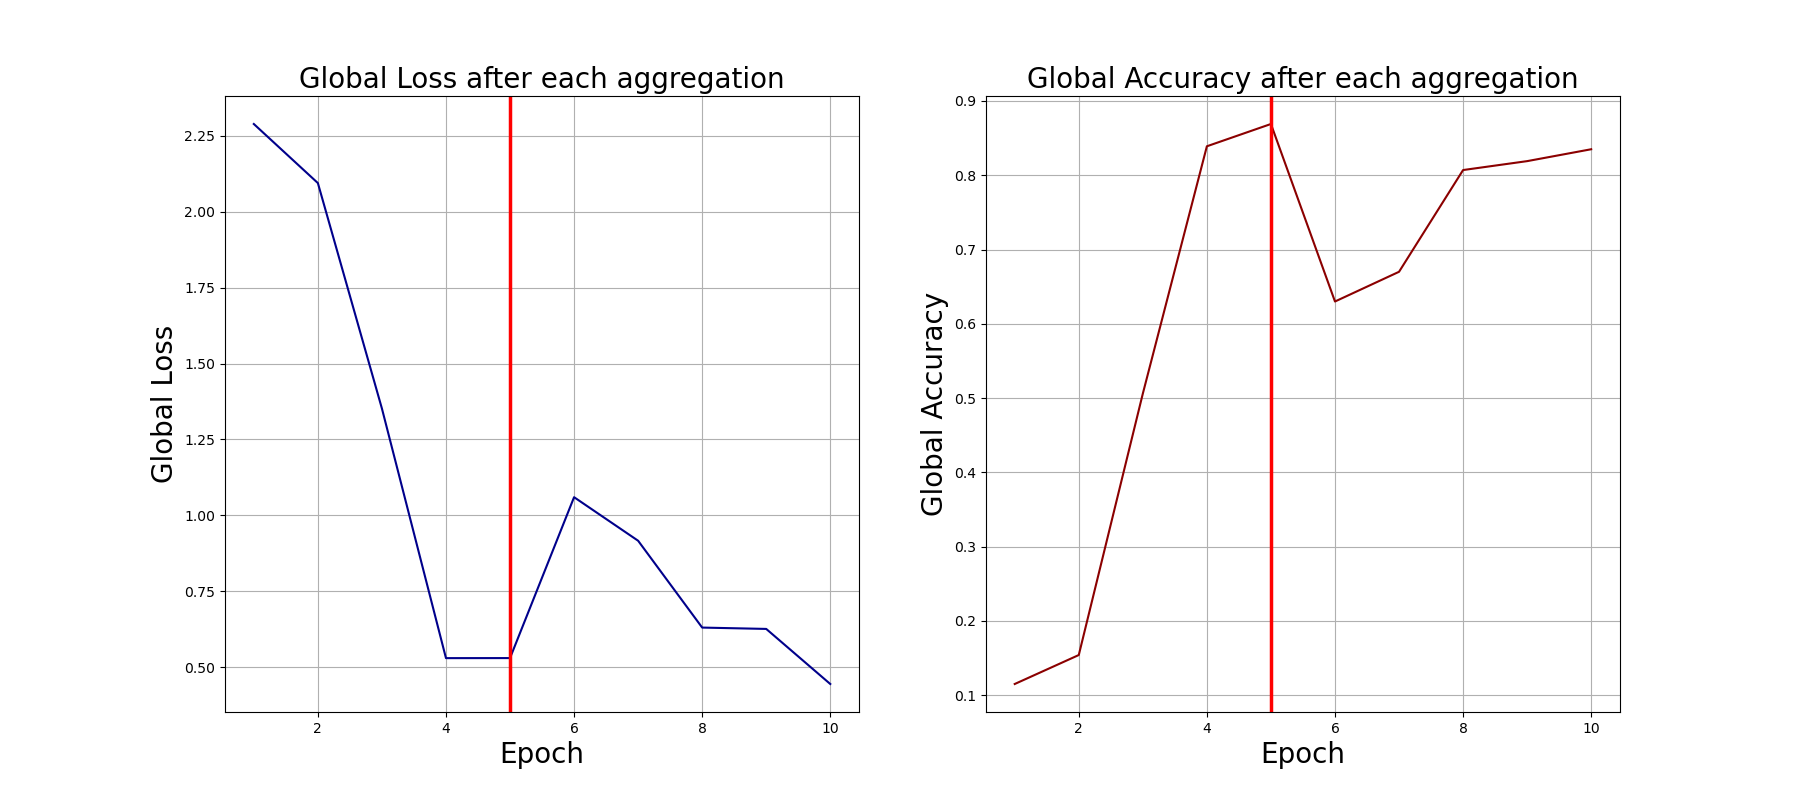 Global Loss after each aggregation
Global Loss
2.25
2.00
1.75
1.50
1.25
1.00
0.75
0.50
2 4 6 8 10
Epoch
Global Accuracy after each aggregation
Global Accuracy
0.9
0.8
0.7
0.6
0.5
0.4
0.3
0.2
0.1
2 4 6 8 10
Epoch